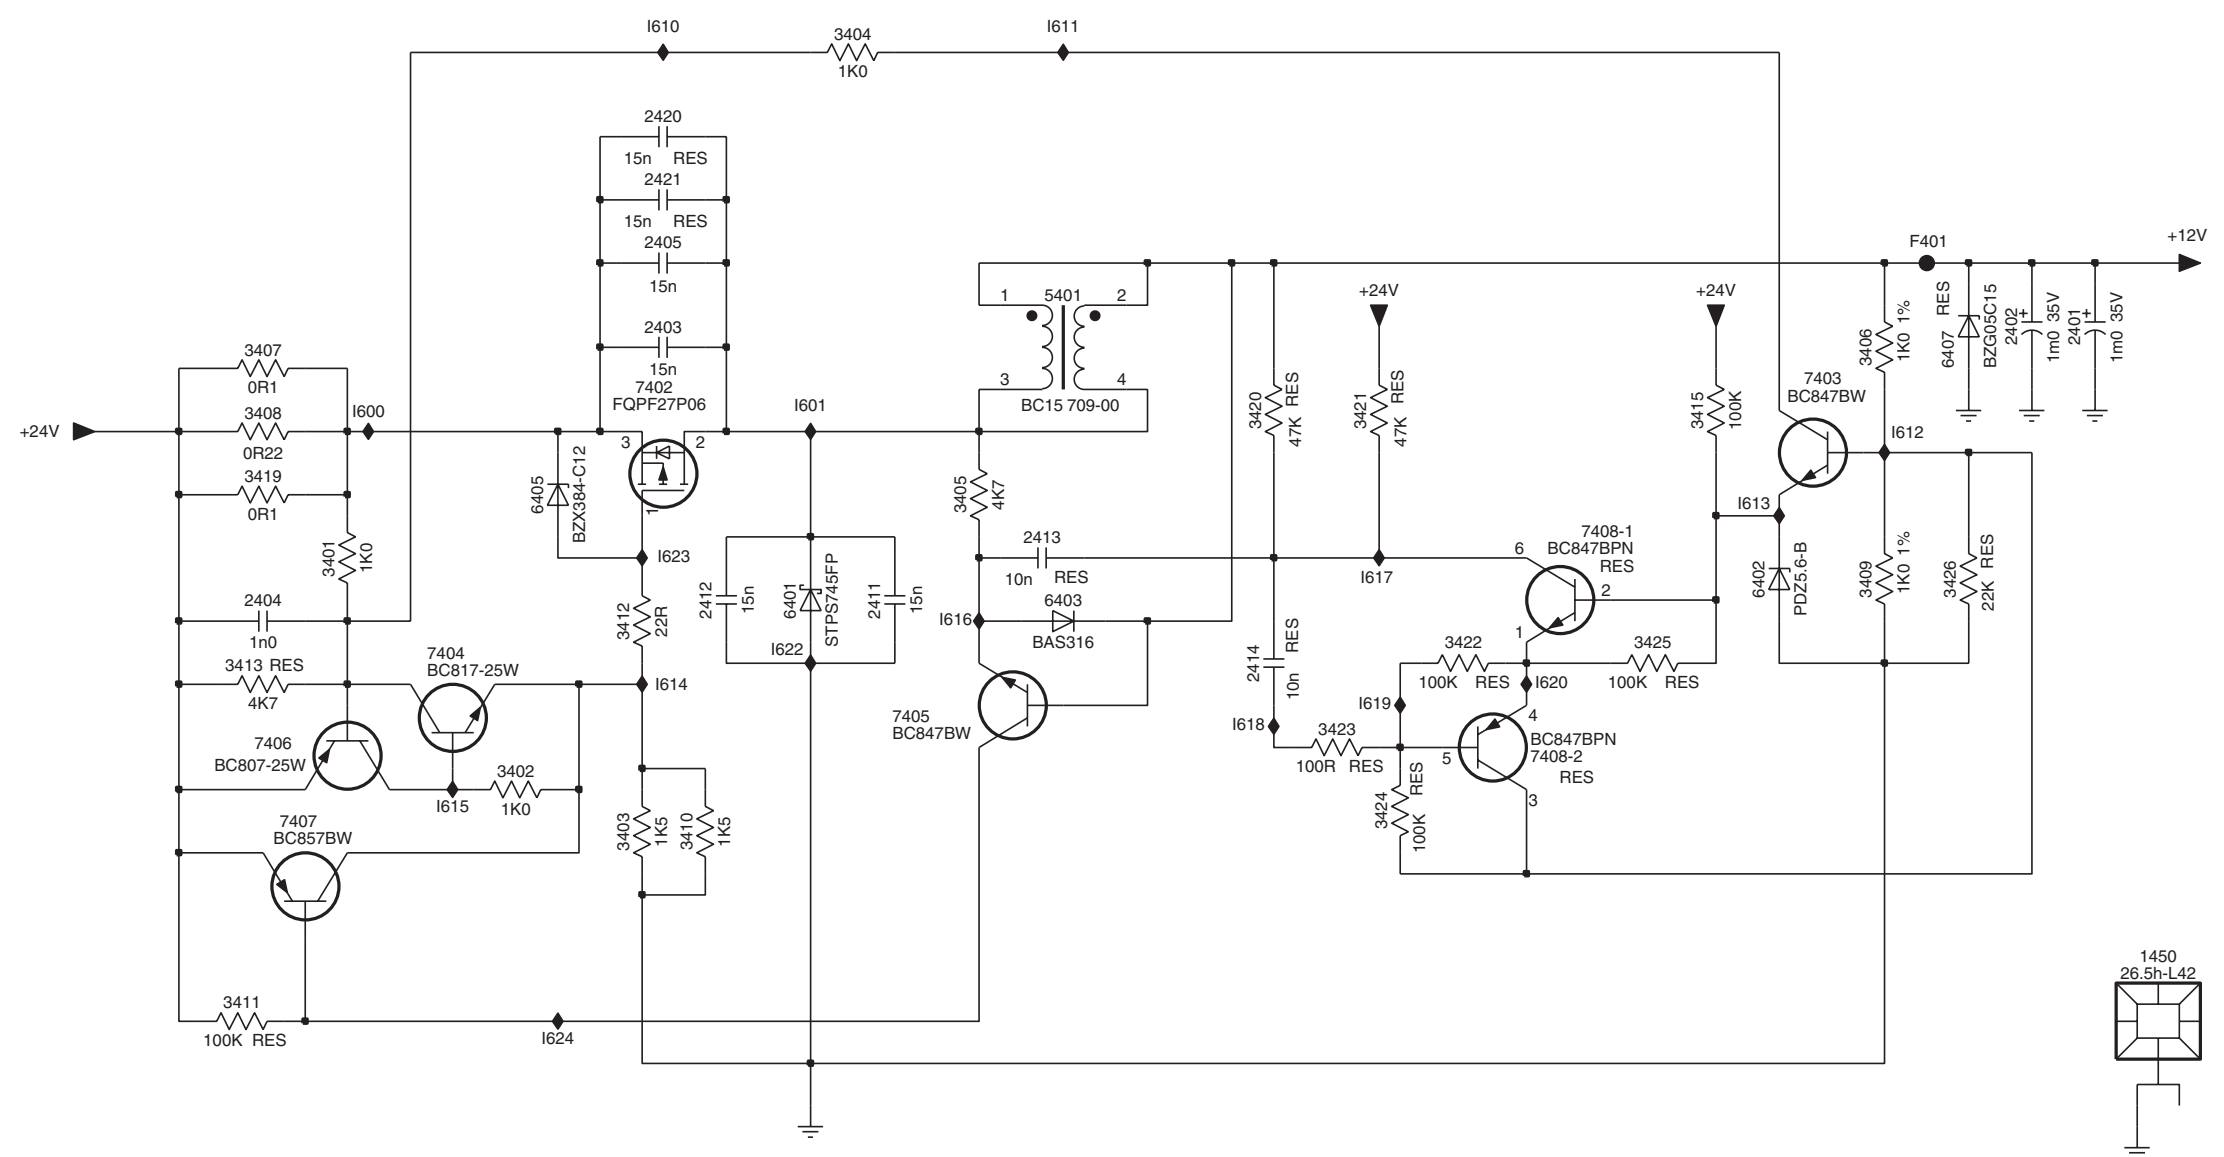 I610
I611
3404
1K0
2420
15n RES
2421
15n RES
2405
15n
2403
15n
7402
FQPF27P06
+12V
F401
1 5401 2
3 4
BC15 709-00
+24V
+24V
3420
47K RES
3421
47K RES
3415
100K
3406
1K0 1%
6407 RES
BZG05C15
2402
+
1m0 35V
2401
+
1m0 35V
3407
0R1
3408
0R22
3419
0R1
+24V
I600
3 2
1
I601
6405
BZX384-C12
7403
BC847BW
I612
I613
3401
1K0
3405
4K7
I623
3412
22R
2412
15n
6401
STPS745FP
2411
15n
I622
2413
10n RES
6403
BAS316
I616
I617
7408-1
BC847BPN
RES
6
2
1
6402
PDZ5.6-B
3409
1K0 1%
3426
22K RES
2404
1n0
3413 RES
4K7
7404
BC817-25W
I614
7405
BC847BW
2414
10n RES
I618
3422
100K RES
3425
100K RES
I620
I619
4
3423
100R RES
5
BC847BPN
7408-2
RES
3
3424
100K RES
7406
BC807-25W
I615
3402
1K0
7407
BC857BW
3403
1K5
3410
1K5
3411
100K RES
I624
1450
26.5h-L42